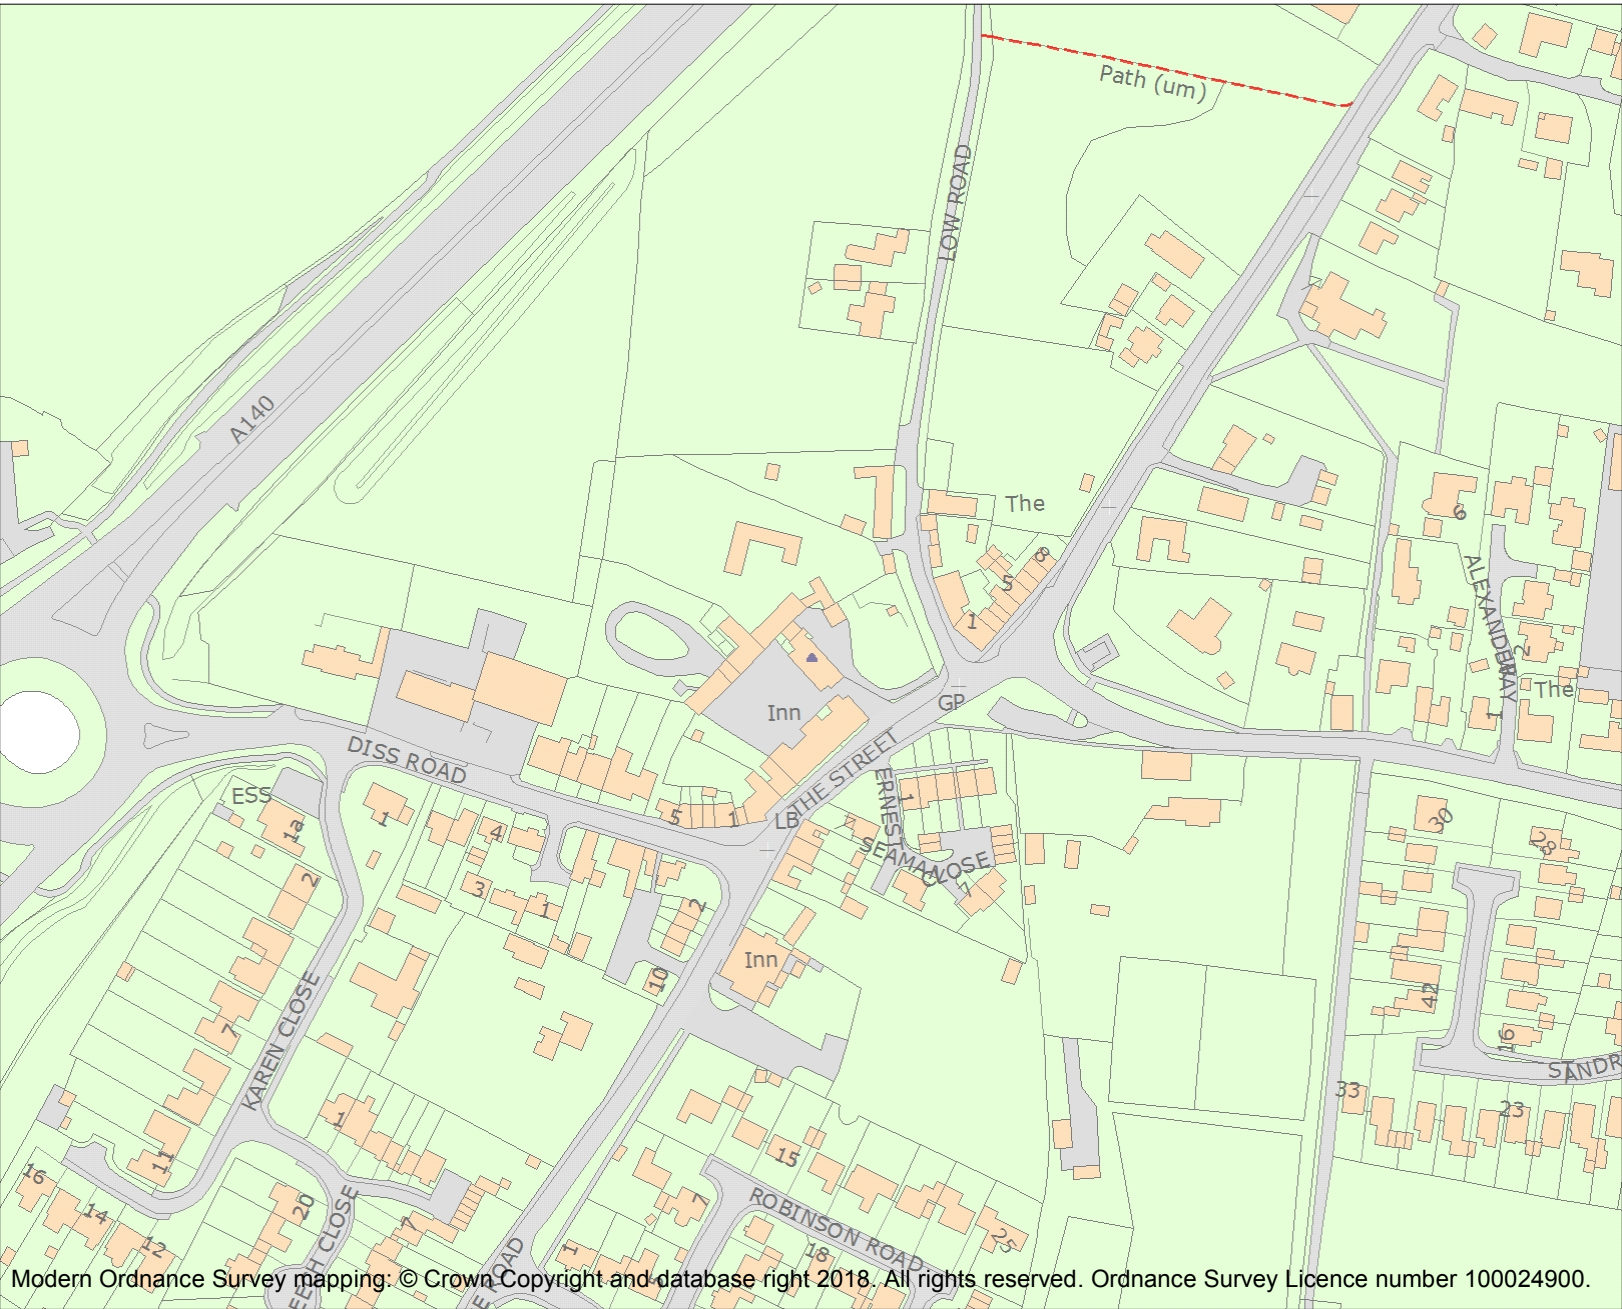 Path (um)
LOW ROAD
A140
The
8
5
1
6
ALEXANDER WAY
2
1
The
Inn
GP
DISS ROAD
THE STREET
LB
5
1
ERNEST
SEAMAN
CLOSE
1
7
ESS
1a
1
4
3
1
2
2
10
Inn
30
28
42
16
33
23
KAREN CLOSE
7
11
1
16
14
12
20
7
15
7
ROBINSON ROAD
18
25
1
Modern Ordnance Survey mapping: © Crown Copyright and database right 2018. All rights reserved. Ordnance Survey Licence number 100024900.